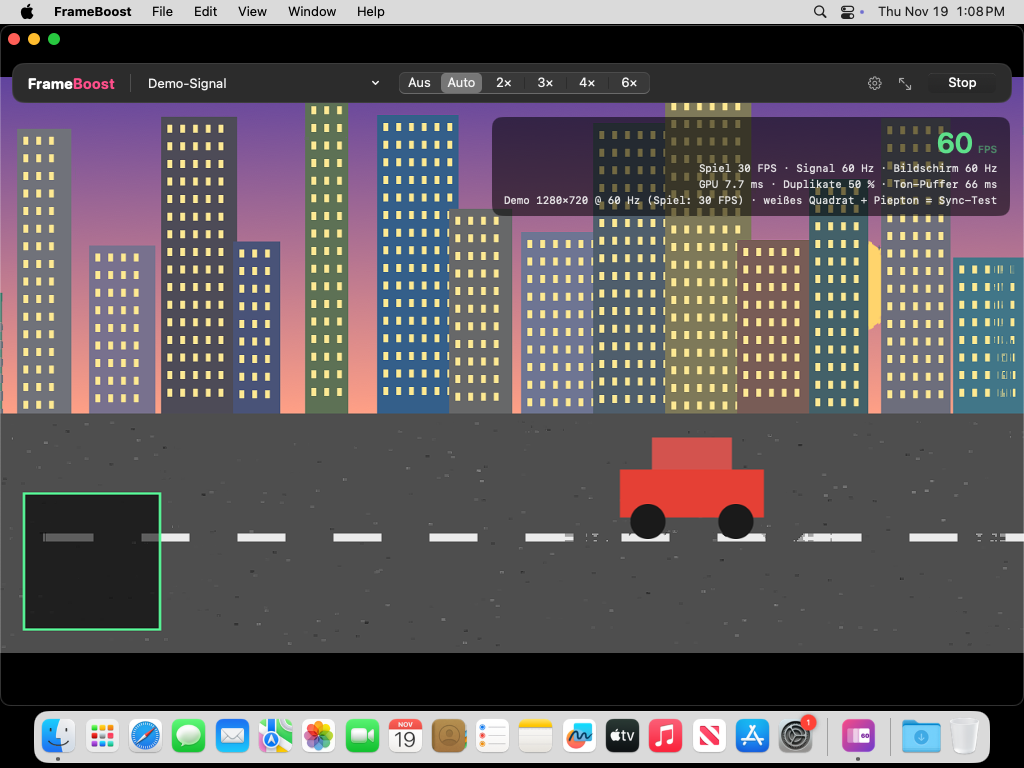 FrameBoost File Edit View Window Help Thu Nov 19 1:08 PM
FrameBoost Demo-Signal Aus Auto 2× 3× 4× 6× Stop
60 FPS
Spiel 30 FPS · Signal 60 Hz · Bildschirm 60 Hz
GPU 7.7 ms · Duplikate 50 % · Ton-Puffer 66 ms
Demo 1280×720 @ 60 Hz (Spiel: 30 FPS) · weißes Quadrat + Piepton = Sync-Test
NOV
19
tv
1
60